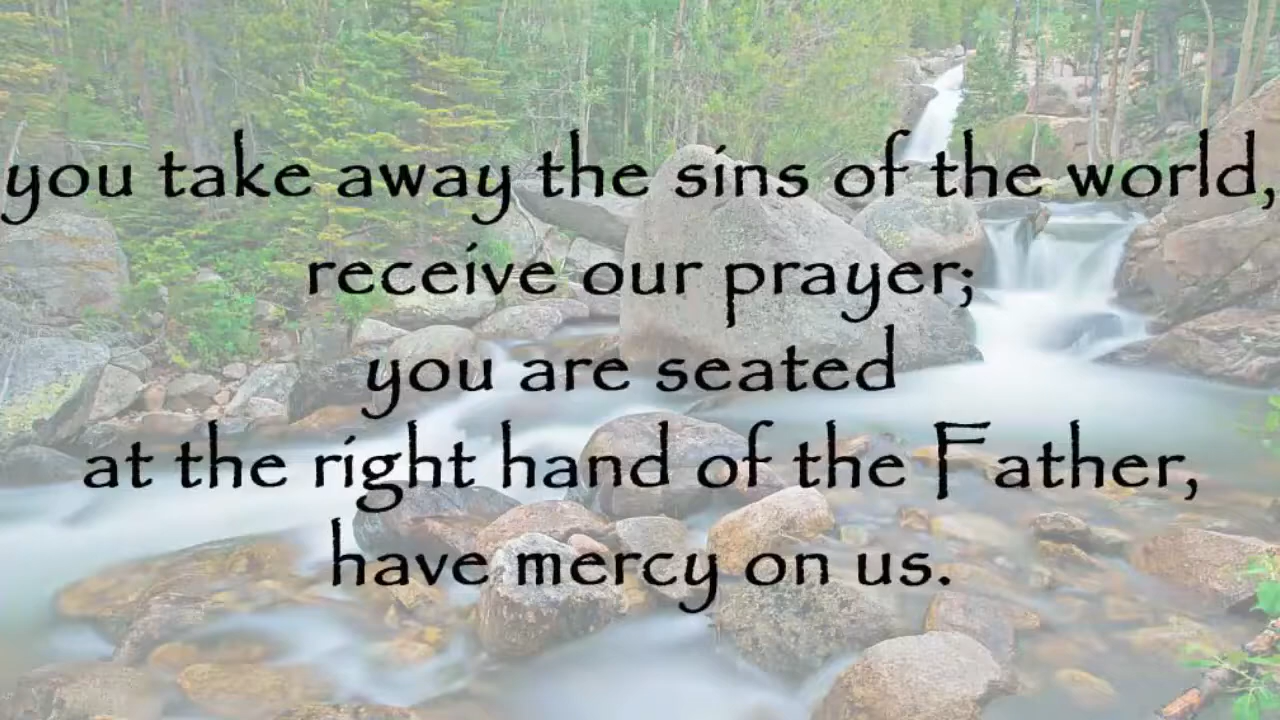 you take away the sins of the world,
receive our prayer;
you are seated
at the right hand of the Father,
have mercy on us.